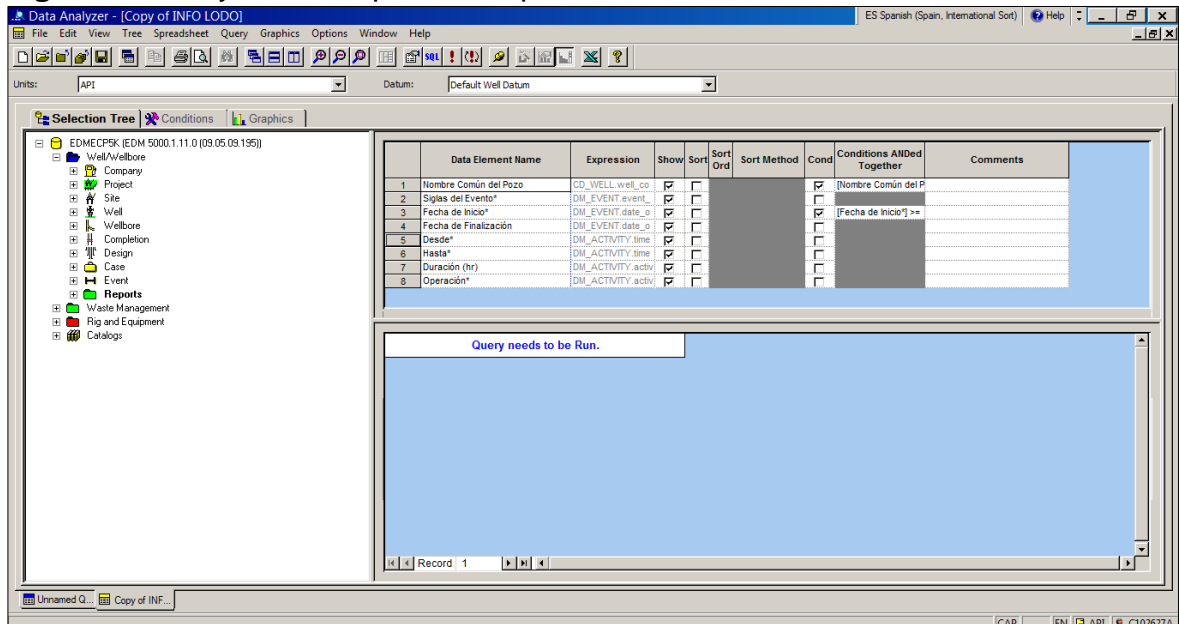 Data Analyzer - [Copy of INFO LODO]
ES Spanish (Spain, International Sort) Help
File Edit View Tree Spreadsheet Query Graphics Options Window Help
SQL
Units: API Datum: Default Well Datum
Selection Tree Conditions Graphics
EDMECP5K (EDM 5000.1.11.0 (09.05.09.195))
Well/Wellbore
Company
Project
Site
Well
Wellbore
Completion
Design
Case
Event
Reports
Waste Management
Rig and Equipment
Catalogs
Data Element Name Expression Show Sort Sort Ord Sort Method Cond Conditions ANDed Together Comments
1 Nombre Común del Pozo CD_WELL.well_co [Nombre Común del P
2 Siglas del Evento* DM_EVENT.event_
3 Fecha de Inicio* DM_EVENT.date_o [Fecha de Inicio*] >=
4 Fecha de Finalización DM_EVENT.date_o
5 Desde* DM_ACTIVITY.time
6 Hasta* DM_ACTIVITY.time
7 Duración (hr) DM_ACTIVITY.activ
8 Operación* DM_ACTIVITY.activ
Query needs to be Run.
Record 1
Unnamed Q... Copy of INF...
CAP EN API C102627A